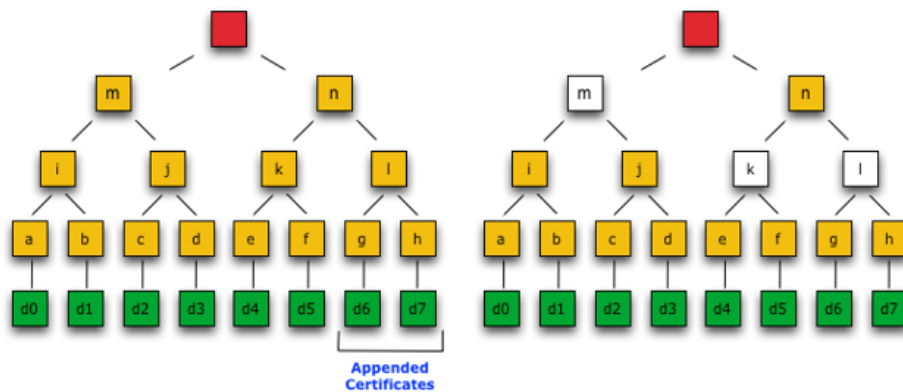 m n m n
i j k l i j k l
a b c d e f g h a b c d e f g h
d0 d1 d2 d3 d4 d5 d6 d7 d0 d1 d2 d3 d4 d5 d6 d7
Appended
Certificates